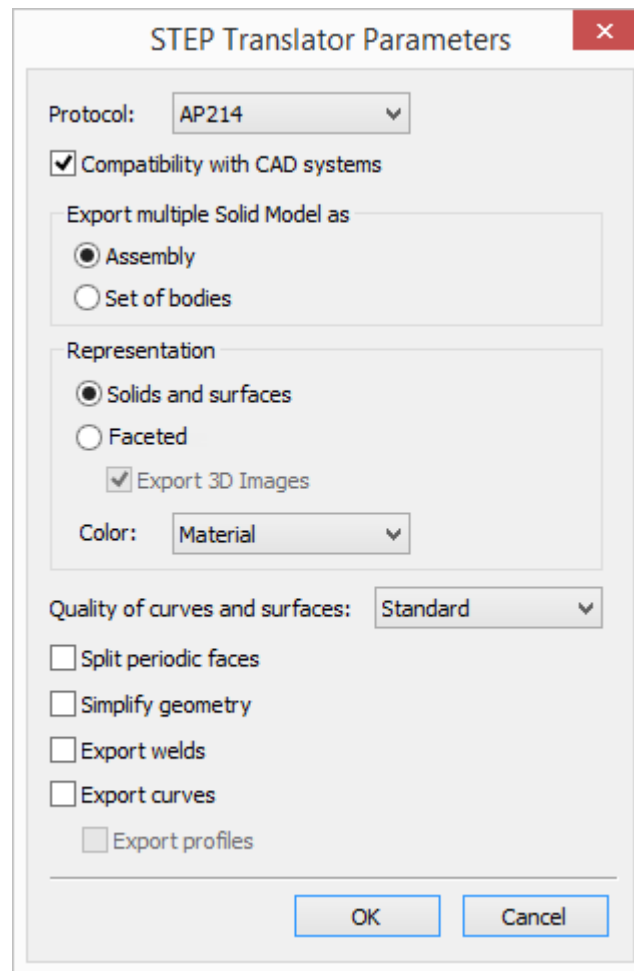 STEP Translator Parameters
Protocol: AP214
Compatibility with CAD systems
Export multiple Solid Model as
Assembly
Set of bodies
Representation
Solids and surfaces
Faceted
Export 3D Images
Color: Material
Quality of curves and surfaces: Standard
Split periodic faces
Simplify geometry
Export welds
Export curves
Export profiles
OK Cancel